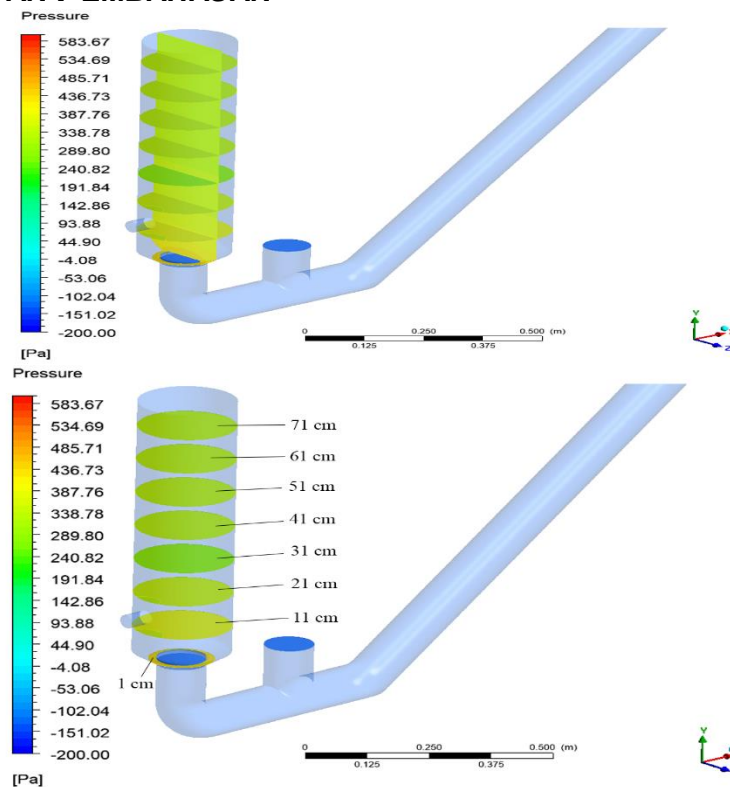 Pressure
583.67
534.69
485.71
436.73
387.76
338.78
289.80
240.82
191.84
142.86
93.88
44.90
-4.08
-53.06
-102.04
-151.02
-200.00
[Pa]
0 0.250 0.500 (m)
0.125 0.375
Y
Z
Pressure
583.67
534.69
485.71
436.73
387.76
338.78
289.80
240.82
191.84
142.86
93.88
44.90
-4.08
-53.06
-102.04
-151.02
-200.00
[Pa]
71 cm
61 cm
51 cm
41 cm
31 cm
21 cm
11 cm
1 cm
0 0.250 0.500 (m)
0.125 0.375
Y